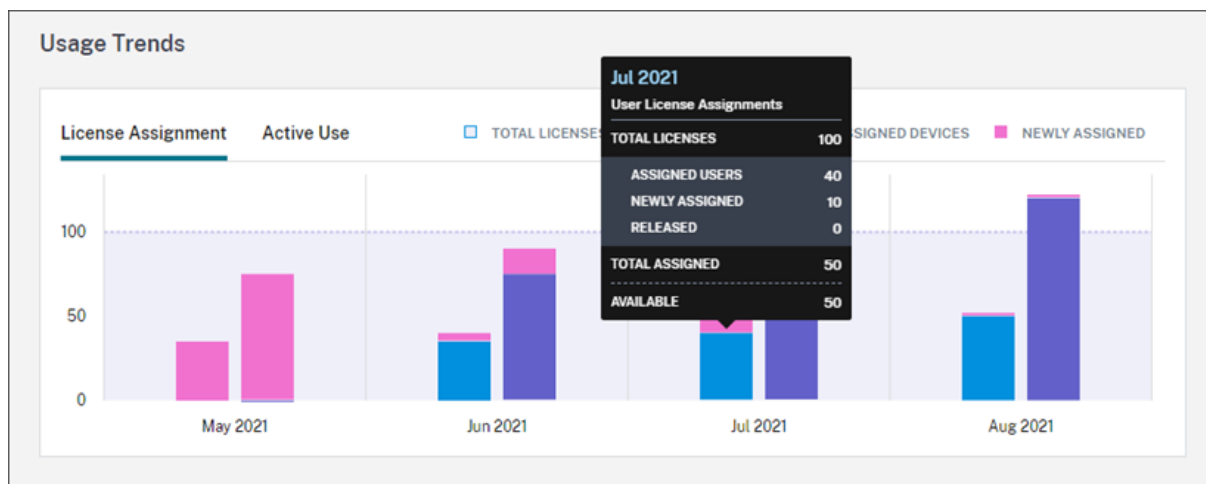 Usage Trends
License Assignment Active Use TOTAL LICENSES SIGNED DEVICES NEWLY ASSIGNED
Jul 2021
User License Assignments
TOTAL LICENSES 100
ASSIGNED USERS 40
NEWLY ASSIGNED 10
RELEASED 0
TOTAL ASSIGNED 50
AVAILABLE 50
100
50
0
May 2021 Jun 2021 Jul 2021 Aug 2021